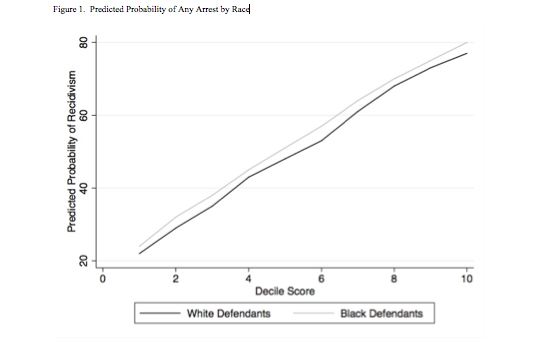 Figure 1. Predicted Probability of Any Arrest by Race
Predicted Probability of Recidivism
80
60
40
20
0 2 4 6 8 10
Decile Score
White Defendants Black Defendants